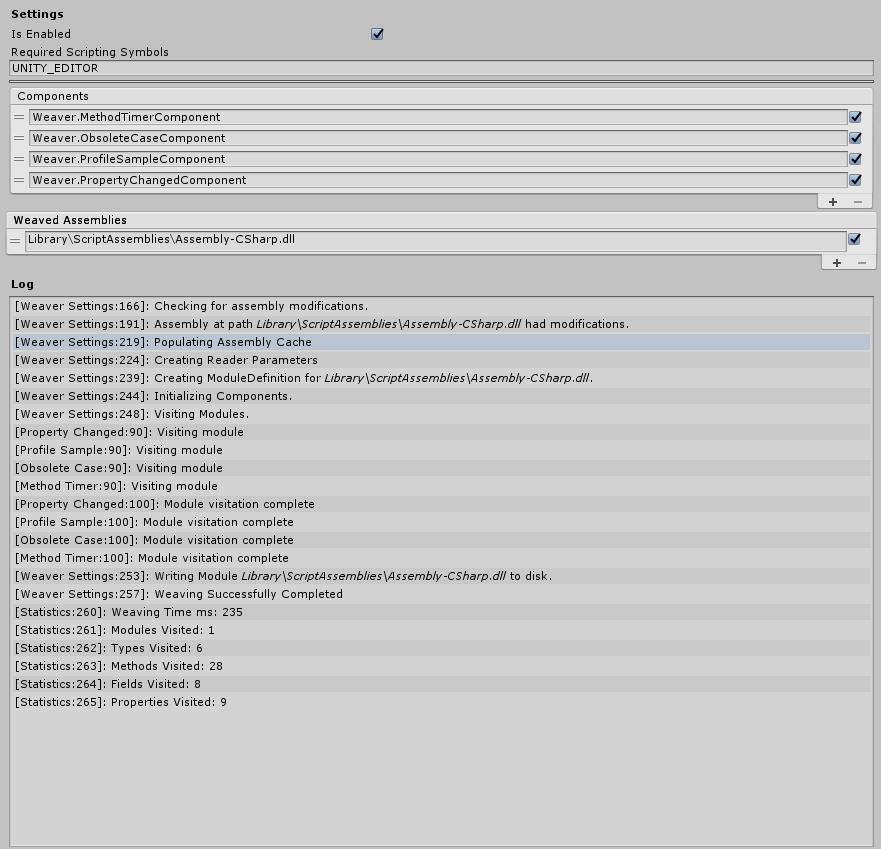 Settings
Is Enabled
Required Scripting Symbols
UNITY_EDITOR
Components
Weaver.MethodTimerComponent
Weaver.ObsoleteCaseComponent
Weaver.ProfileSampleComponent
Weaver.PropertyChangedComponent
+ −
Weaved Assemblies
Library\ScriptAssemblies\Assembly-CSharp.dll
+ −
Log
[Weaver Settings:166]: Checking for assembly modifications.
[Weaver Settings:191]: Assembly at path Library\ScriptAssemblies\Assembly-CSharp.dll had modifications.
[Weaver Settings:219]: Populating Assembly Cache
[Weaver Settings:224]: Creating Reader Parameters
[Weaver Settings:239]: Creating ModuleDefinition for Library\ScriptAssemblies\Assembly-CSharp.dll.
[Weaver Settings:244]: Initializing Components.
[Weaver Settings:248]: Visiting Modules.
[Property Changed:90]: Visiting module
[Profile Sample:90]: Visiting module
[Obsolete Case:90]: Visiting module
[Method Timer:90]: Visiting module
[Property Changed:100]: Module visitation complete
[Profile Sample:100]: Module visitation complete
[Obsolete Case:100]: Module visitation complete
[Method Timer:100]: Module visitation complete
[Weaver Settings:253]: Writing Module Library\ScriptAssemblies\Assembly-CSharp.dll to disk.
[Weaver Settings:257]: Weaving Successfully Completed
[Statistics:260]: Weaving Time ms: 235
[Statistics:261]: Modules Visited: 1
[Statistics:262]: Types Visited: 6
[Statistics:263]: Methods Visited: 28
[Statistics:264]: Fields Visited: 8
[Statistics:265]: Properties Visited: 9